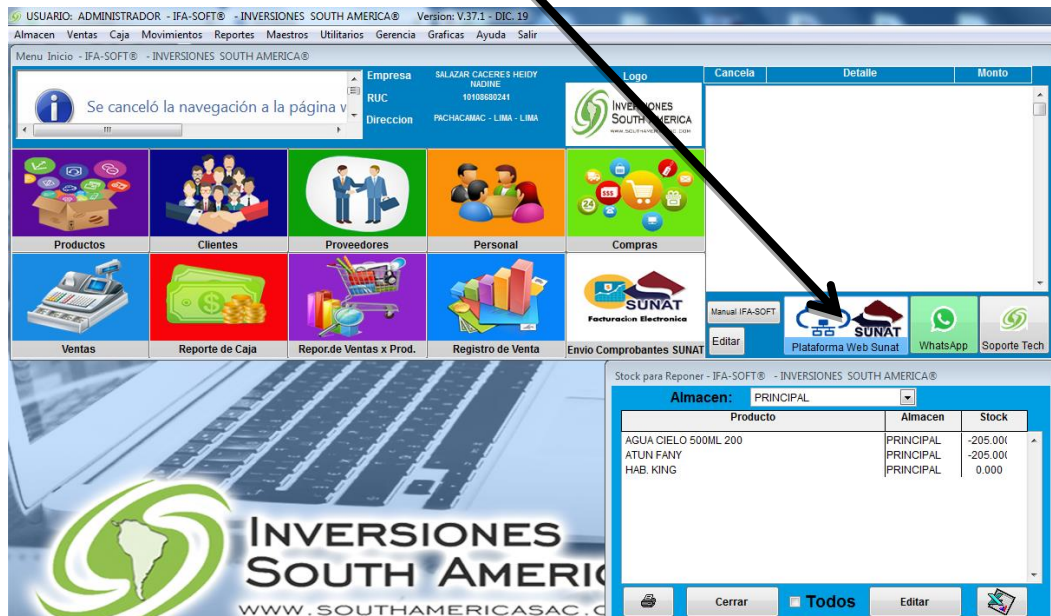 USUARIO: ADMINISTRADOR - IFA-SOFT® - INVERSIONES SOUTH AMERICA® Version: V.37.1 - DIC. 19
Almacen Ventas Caja Movimientos Reportes Maestros Utilitarios Gerencia Graficas Ayuda Salir
Menu Inicio - IFA-SOFT® - INVERSIONES SOUTH AMERICA®
Se canceló la navegación a la página
Empresa SALAZAR CACERES HEIDY NADINE
RUC 10108680241
Direccion PACHACAMAC - LIMA - LIMA
Logo
INVERSIONES
SOUTH AMERICA
Cancela Detalle Monto
Productos Clientes Proveedores Personal Compras
$$$
24
SUNAT
Facturacion Electronica
Ventas Reporte de Caja Repor.de Ventas x Prod. Registro de Venta Envio Comprobantes SUNAT
Manual IFA-SOFT
Editar
SUNAT
Plataforma Web Sunat
WhatsApp
Soporte Tech
Stock para Reponer - IFA-SOFT® - INVERSIONES SOUTH AMERICA®
Almacen: PRINCIPAL
Producto Almacen Stock
AGUA CIELO 500ML 200 PRINCIPAL -205.00
ATUN FANY PRINCIPAL -205.00
HAB. KING PRINCIPAL 0.000
Cerrar Todos Editar
INVERSIONES
SOUTH AMERI
WWW.SOUTHAMERICASAC.C